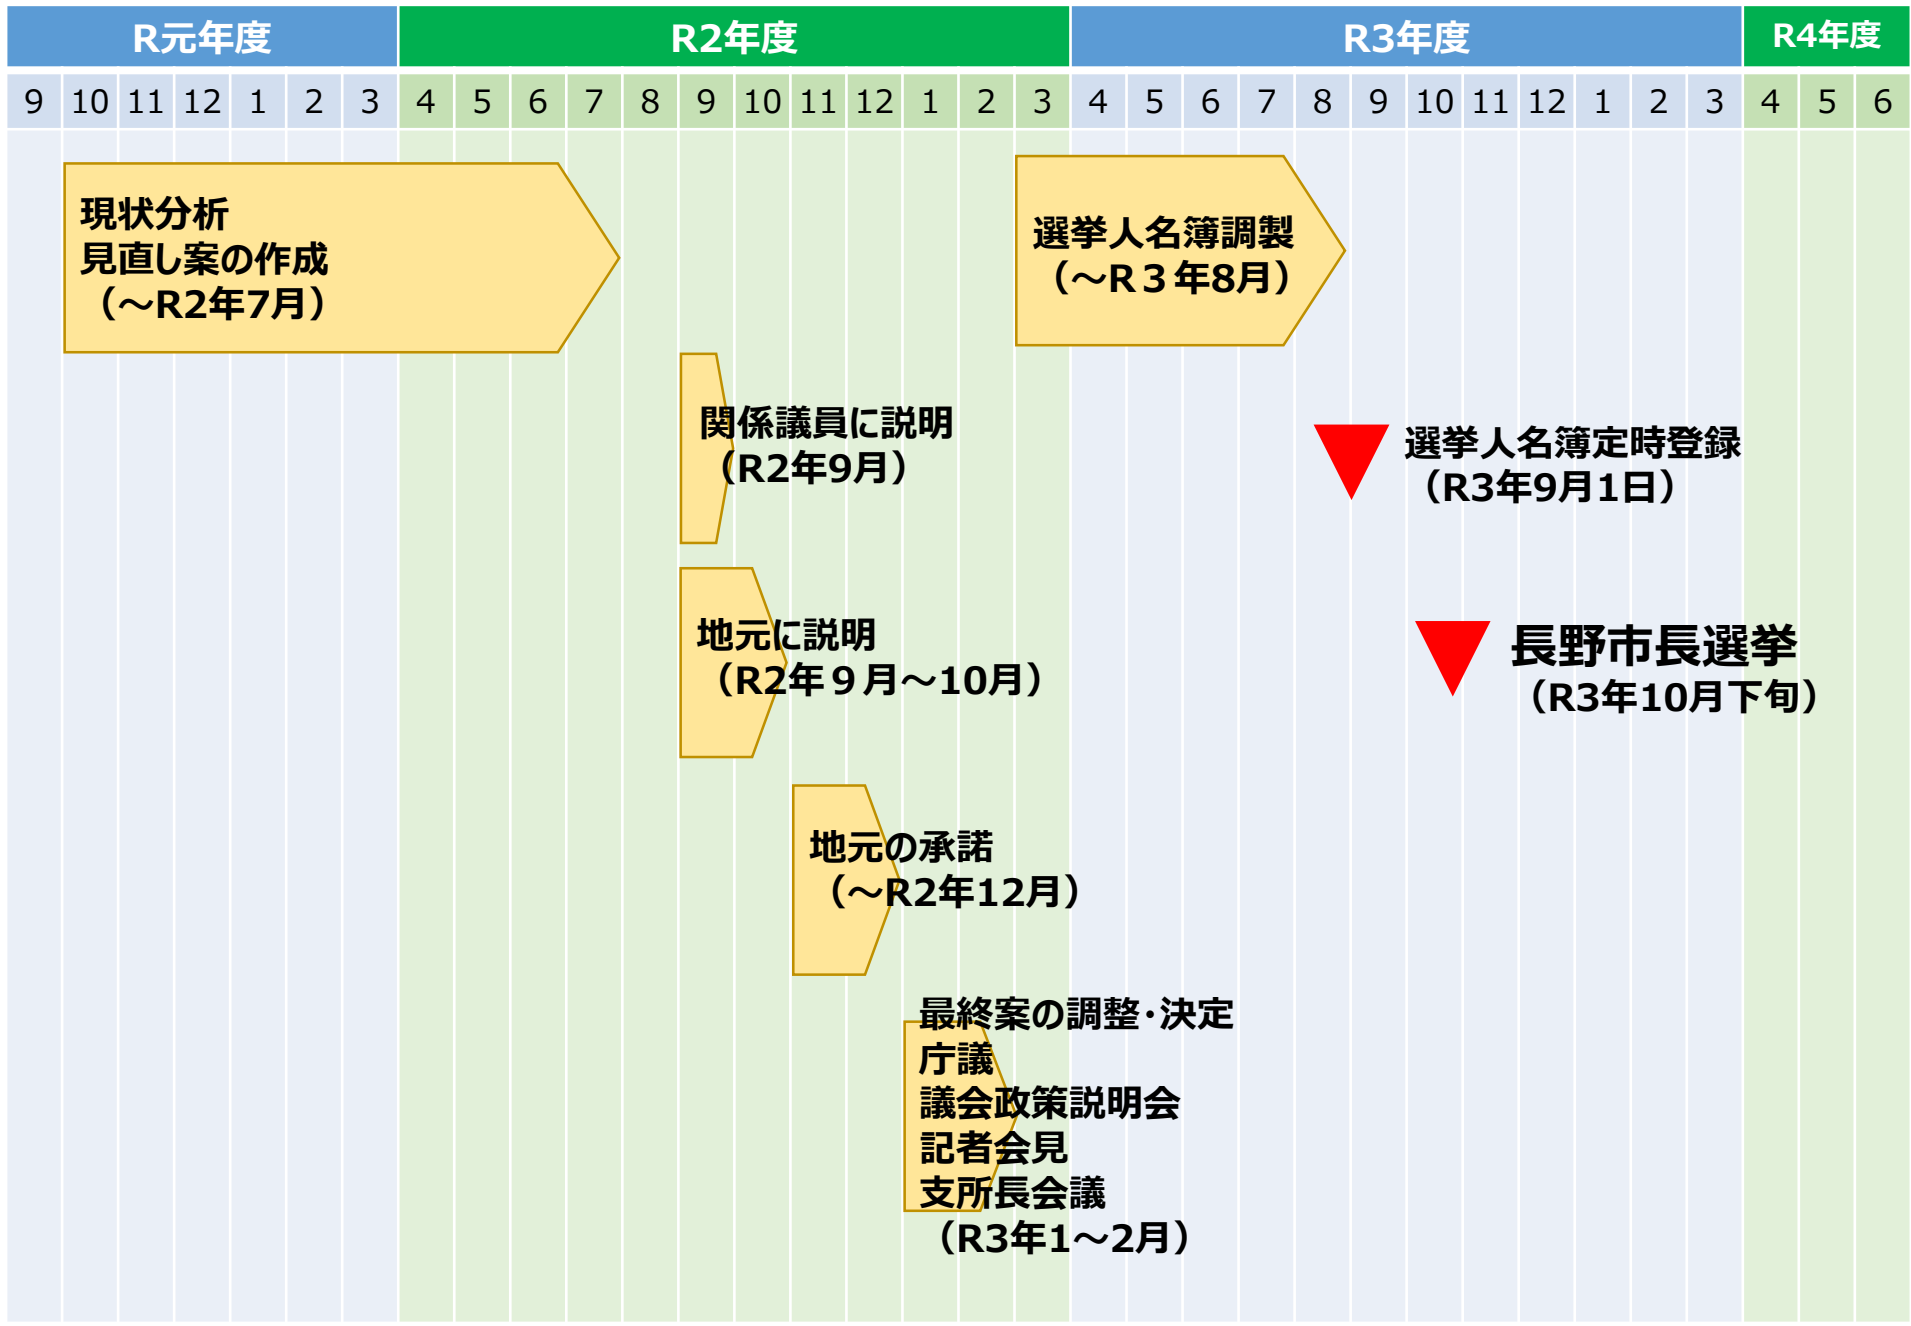 R元年度 R2年度 R3年度 R4年度
9 10 11 12 1 2 3 4 5 6 7 8 9 10 11 12 1 2 3 4 5 6 7 8 9 10 11 12 1 2 3 4 5 6
現状分析
見直し案の作成
（～R2年7月）
選挙人名簿調製
（～R３年8月）
関係議員に説明
（R2年9月）
選挙人名簿定時登録
（R3年9月1日）
地元に説明
（R2年９月～10月）
長野市長選挙
（R3年10月下旬）
地元の承諾
（～R2年12月）
最終案の調整・決定
庁議
議会政策説明会
記者会見
支所長会議
（R3年1～2月）